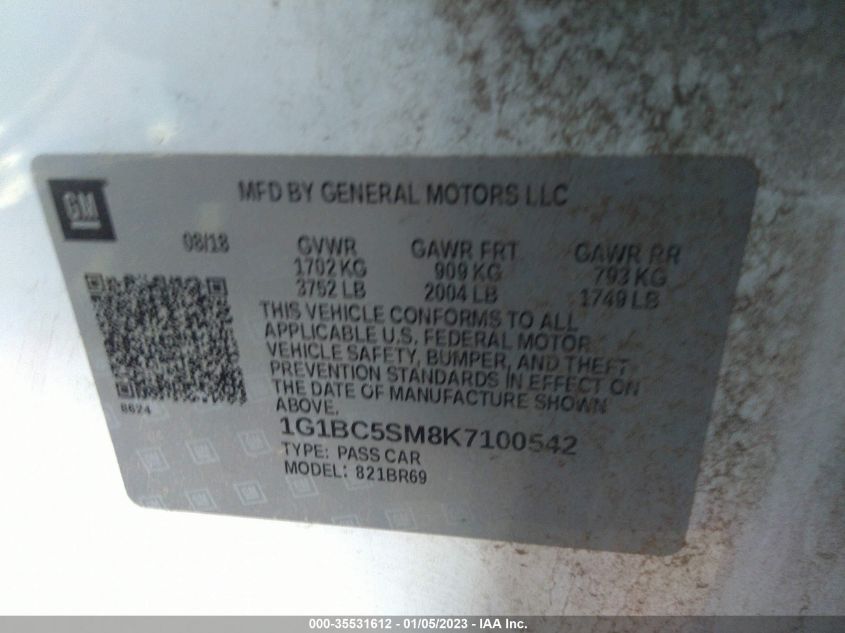 GM
MFD BY GENERAL MOTORS LLC
08/18 GVWR GAWR FRT GAWR RR
1702 KG 909 KG 793 KG
3752 LB 2004 LB 1749 LB
THIS VEHICLE CONFORMS TO ALL
APPLICABLE U.S. FEDERAL MOTOR
VEHICLE SAFETY, BUMPER, AND THEFT
PREVENTION STANDARDS IN EFFECT ON
THE DATE OF MANUFACTURE SHOWN
ABOVE.
8624
1G1BC5SM8K7100542
TYPE: PASS CAR
MODEL: 821BR69
000-35531612 - 01/05/2023 - IAA Inc.